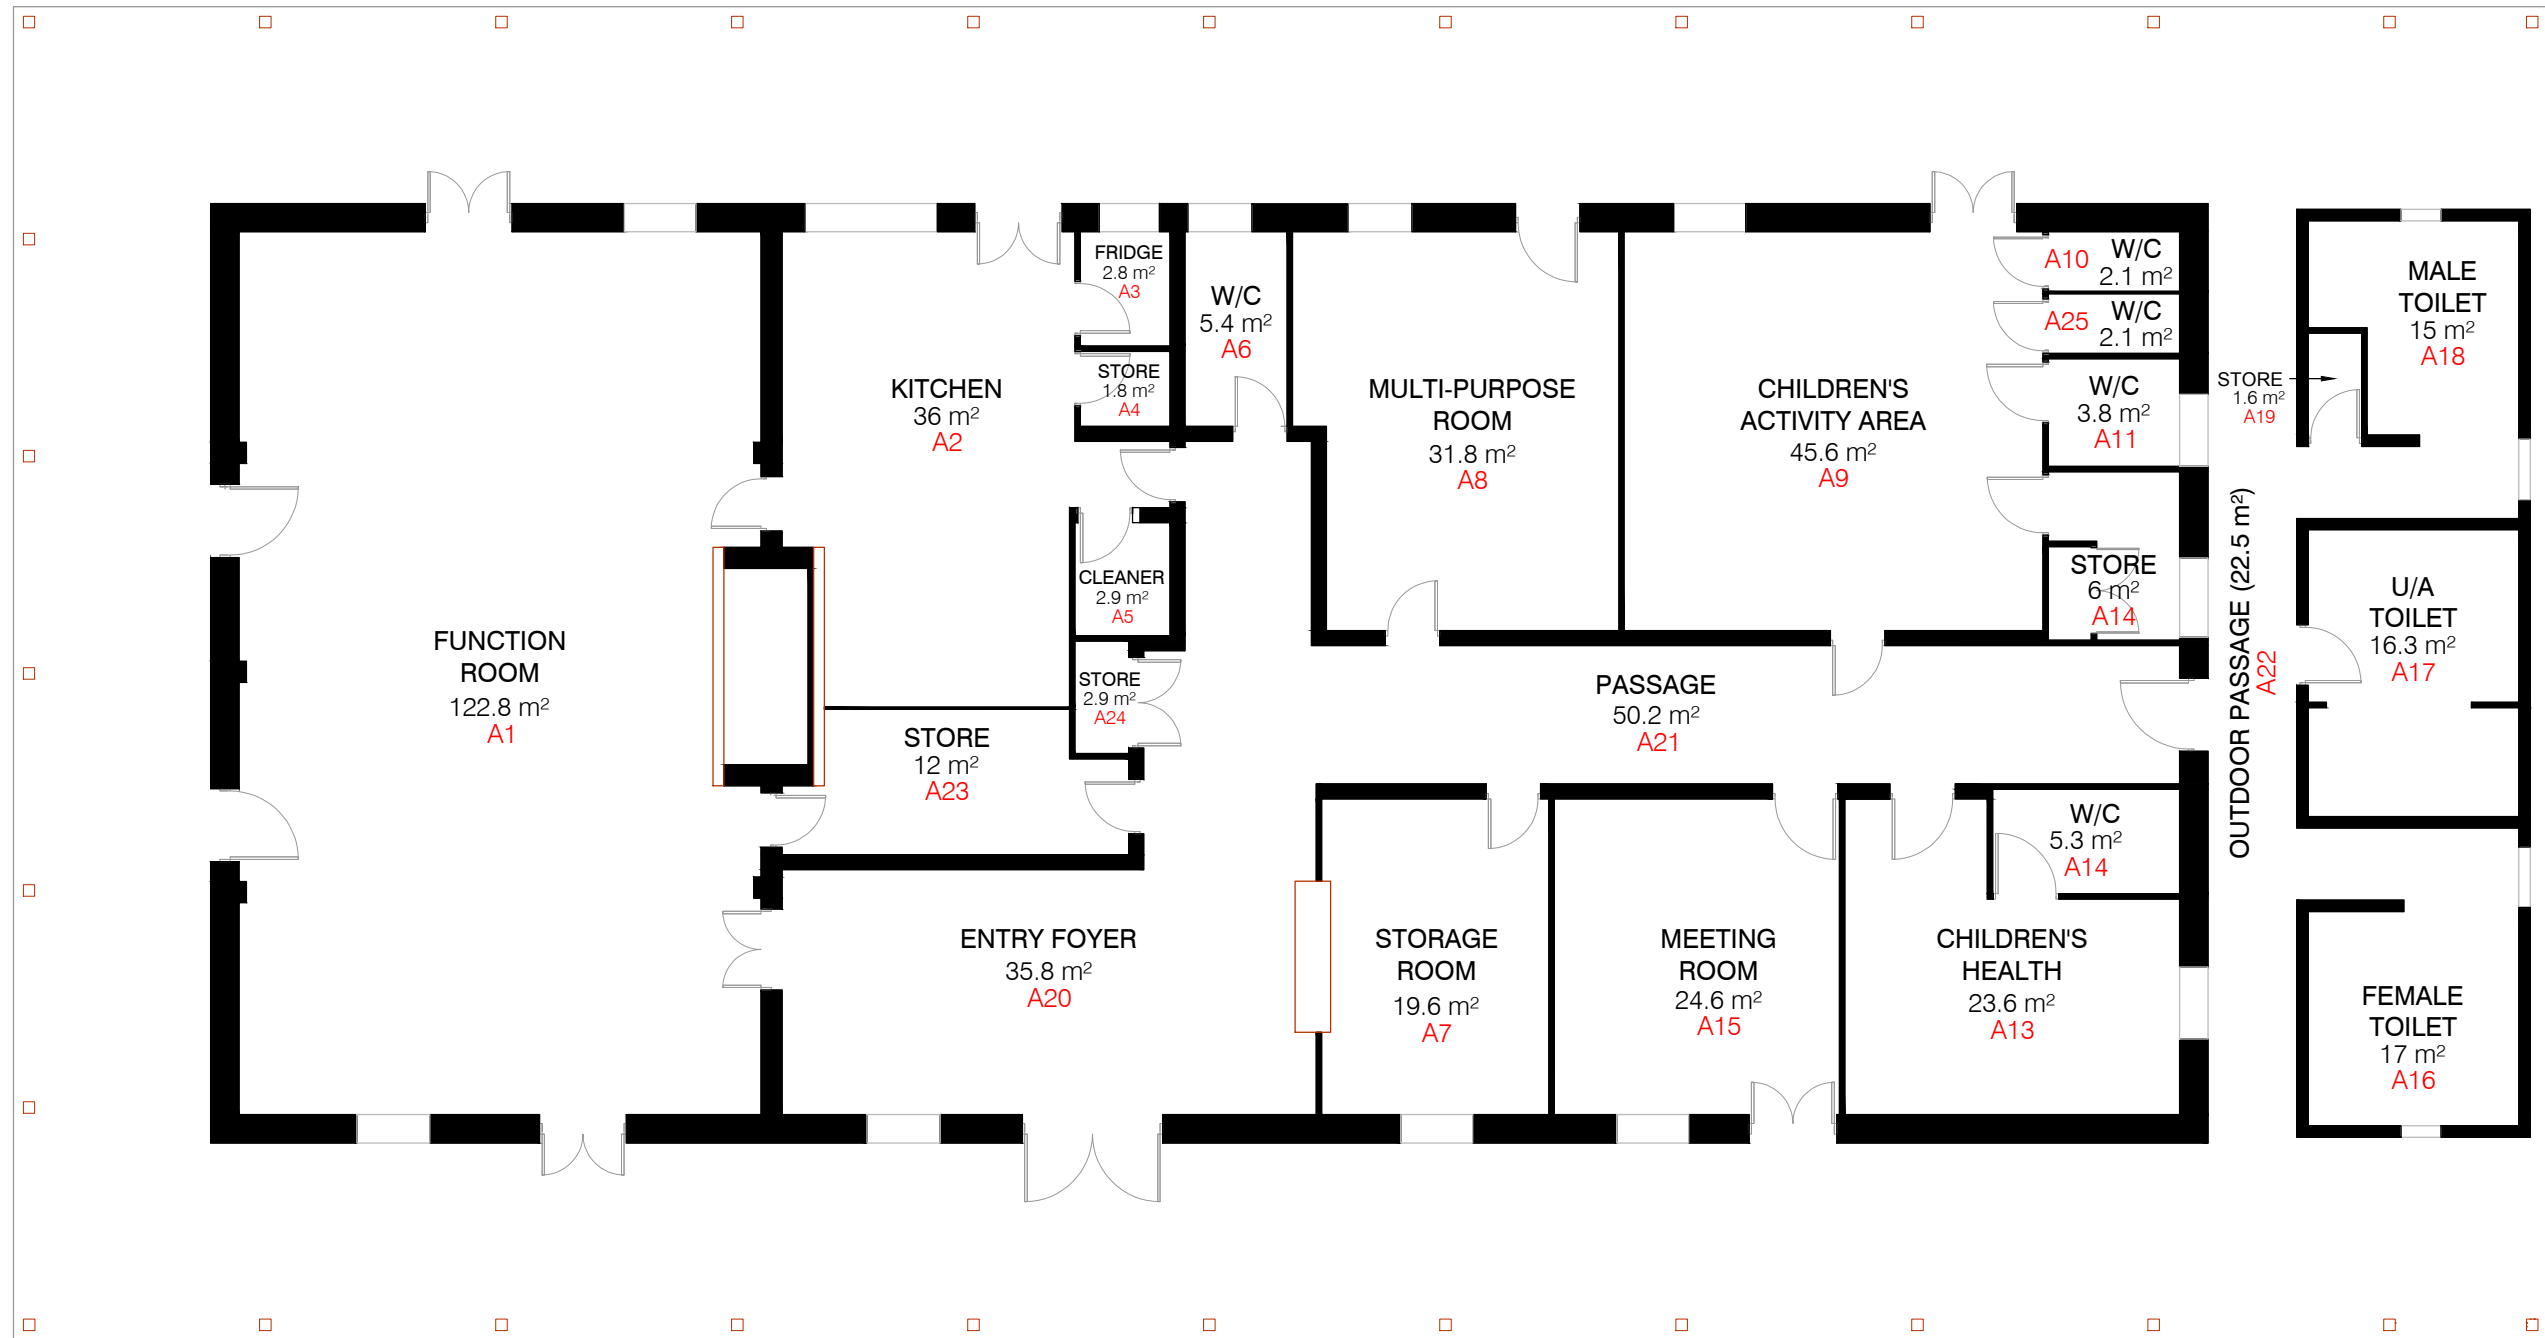 FUNCTION
ROOM
122.8 m²
A1
KITCHEN
36 m²
A2
FRIDGE
2.8 m²
A3
STORE
1.8 m²
A4
CLEANER
2.9 m²
A5
STORE
2.9 m²
A24
STORE
12 m²
A23
ENTRY FOYER
35.8 m²
A20
W/C
5.4 m²
A6
MULTI-PURPOSE
ROOM
31.8 m²
A8
CHILDREN'S
ACTIVITY AREA
45.6 m²
A9
A10
W/C
2.1 m²
A25
W/C
2.1 m²
W/C
3.8 m²
A11
STORE
6 m²
A14
PASSAGE
50.2 m²
A21
STORAGE
ROOM
19.6 m²
A7
MEETING
ROOM
24.6 m²
A15
W/C
5.3 m²
A14
CHILDREN'S
HEALTH
23.6 m²
A13
OUTDOOR PASSAGE (22.5 m²)
A22
MALE
TOILET
15 m²
A18
STORE
1.6 m²
A19
U/A
TOILET
16.3 m²
A17
FEMALE
TOILET
17 m²
A16